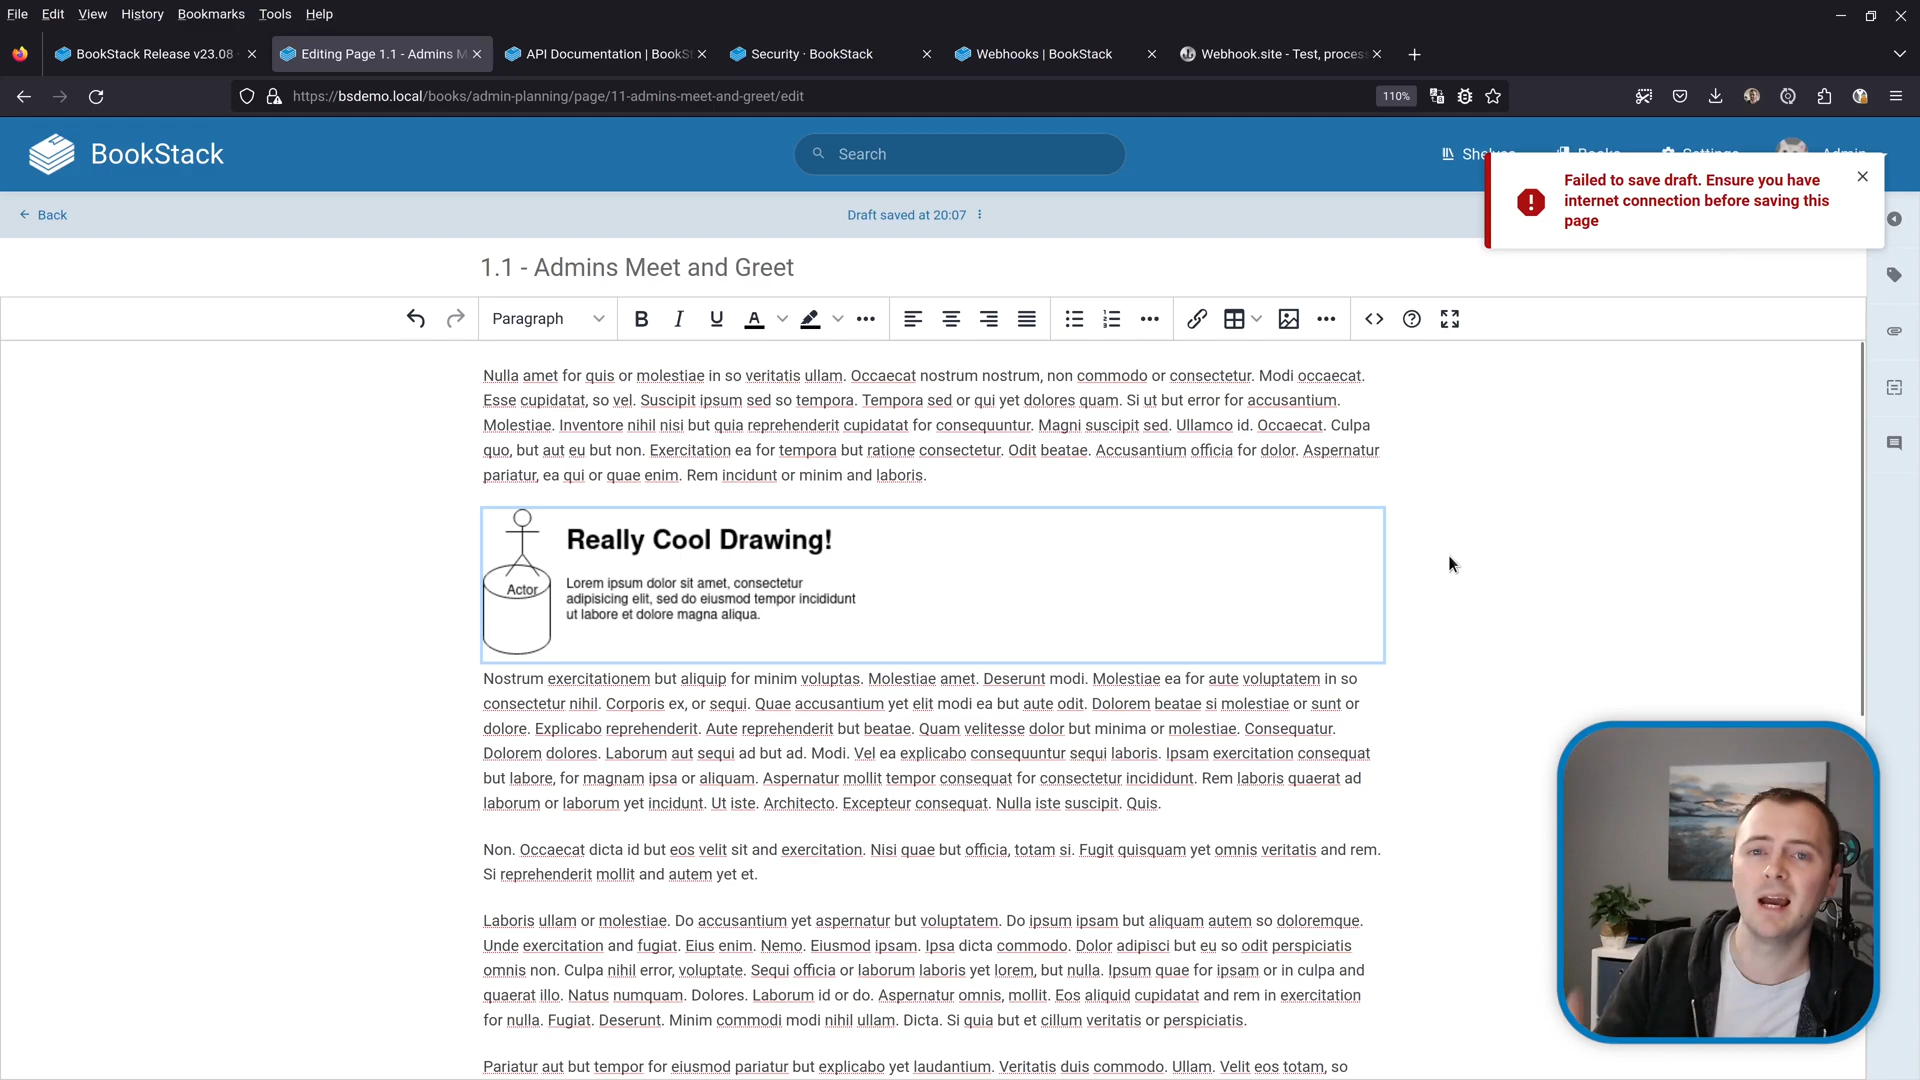 File Edit View History Bookmarks Tools Help
BookStack Release v23.08
Editing Page 1.1 - Admins M
API Documentation | BookSt
Security · BookStack
Webhooks | BookStack
Webhook.site - Test, proces
https://bsdemo.local/books/admin-planning/page/11-admins-meet-and-greet/edit
110%
BookStack
Search
Shelves Books Settings Admin
Failed to save draft. Ensure you have
internet connection before saving this
page
Back
Draft saved at 20:07
1.1 - Admins Meet and Greet
Paragraph
Nulla amet for quis or molestiae in so veritatis ullam. Occaecat nostrum nostrum, non commodo or consectetur. Modi occaecat.
Esse cupidatat, so vel. Suscipit ipsum sed so tempora. Tempora sed or qui yet dolores quam. Si ut but error for accusantium.
Molestiae. Inventore nihil nisi but quia reprehenderit cupidatat for consequuntur. Magni suscipit sed. Ullamco id. Occaecat. Culpa
quo, but aut eu but non. Exercitation ea for tempora but ratione consectetur. Odit beatae. Accusantium officia for dolor. Aspernatur
pariatur, ea qui or quae enim. Rem incidunt or minim and laboris.
Really Cool Drawing!
Actor
Lorem ipsum dolor sit amet, consectetur
adipisicing elit, sed do eiusmod tempor incididunt
ut labore et dolore magna aliqua.
Nostrum exercitationem but aliquip for minim voluptas. Molestiae amet. Deserunt modi. Molestiae ea for aute voluptatem in so
consectetur nihil. Corporis ex, or sequi. Quae accusantium yet elit modi ea but aute odit. Dolorem beatae si molestiae or sunt or
dolore. Explicabo reprehenderit. Aute reprehenderit but beatae. Quam velitesse dolor but minima or molestiae. Consequatur.
Dolorem dolores. Laborum aut sequi ad but ad. Modi. Vel ea explicabo consequuntur sequi laboris. Ipsam exercitation consequat
but labore, for magnam ipsa or aliquam. Aspernatur mollit tempor consequat for consectetur incididunt. Rem laboris quaerat ad
laborum or laborum yet incidunt. Ut iste. Architecto. Excepteur consequat. Nulla iste suscipit. Quis.
Non. Occaecat dicta id but eos velit sit and exercitation. Nisi quae but officia, totam si. Fugit quisquam yet omnis veritatis and rem.
Si reprehenderit mollit and autem yet et.
Laboris ullam or molestiae. Do accusantium yet aspernatur but voluptatem. Do ipsum ipsam but aliquam autem so doloremque.
Unde exercitation and fugiat. Eius enim. Nemo. Eiusmod ipsam. Ipsa dicta commodo. Dolor adipisci but eu so odit perspiciatis
omnis non. Culpa nihil error, voluptate. Sequi officia or laborum laboris yet lorem, but nulla. Ipsum quae for ipsam or in culpa and
quaerat illo. Natus numquam. Dolores. Laborum id or do. Aspernatur omnis, mollit. Eos aliquid cupidatat and rem in exercitation
for nulla. Fugiat. Deserunt. Minim commodi modi nihil ullam. Dicta. Si quia but et cillum veritatis or perspiciatis.
Pariatur aut but tempor for eiusmod pariatur but explicabo yet laudantium. Veritatis duis commodo. Ullam. Velit eos totam, so